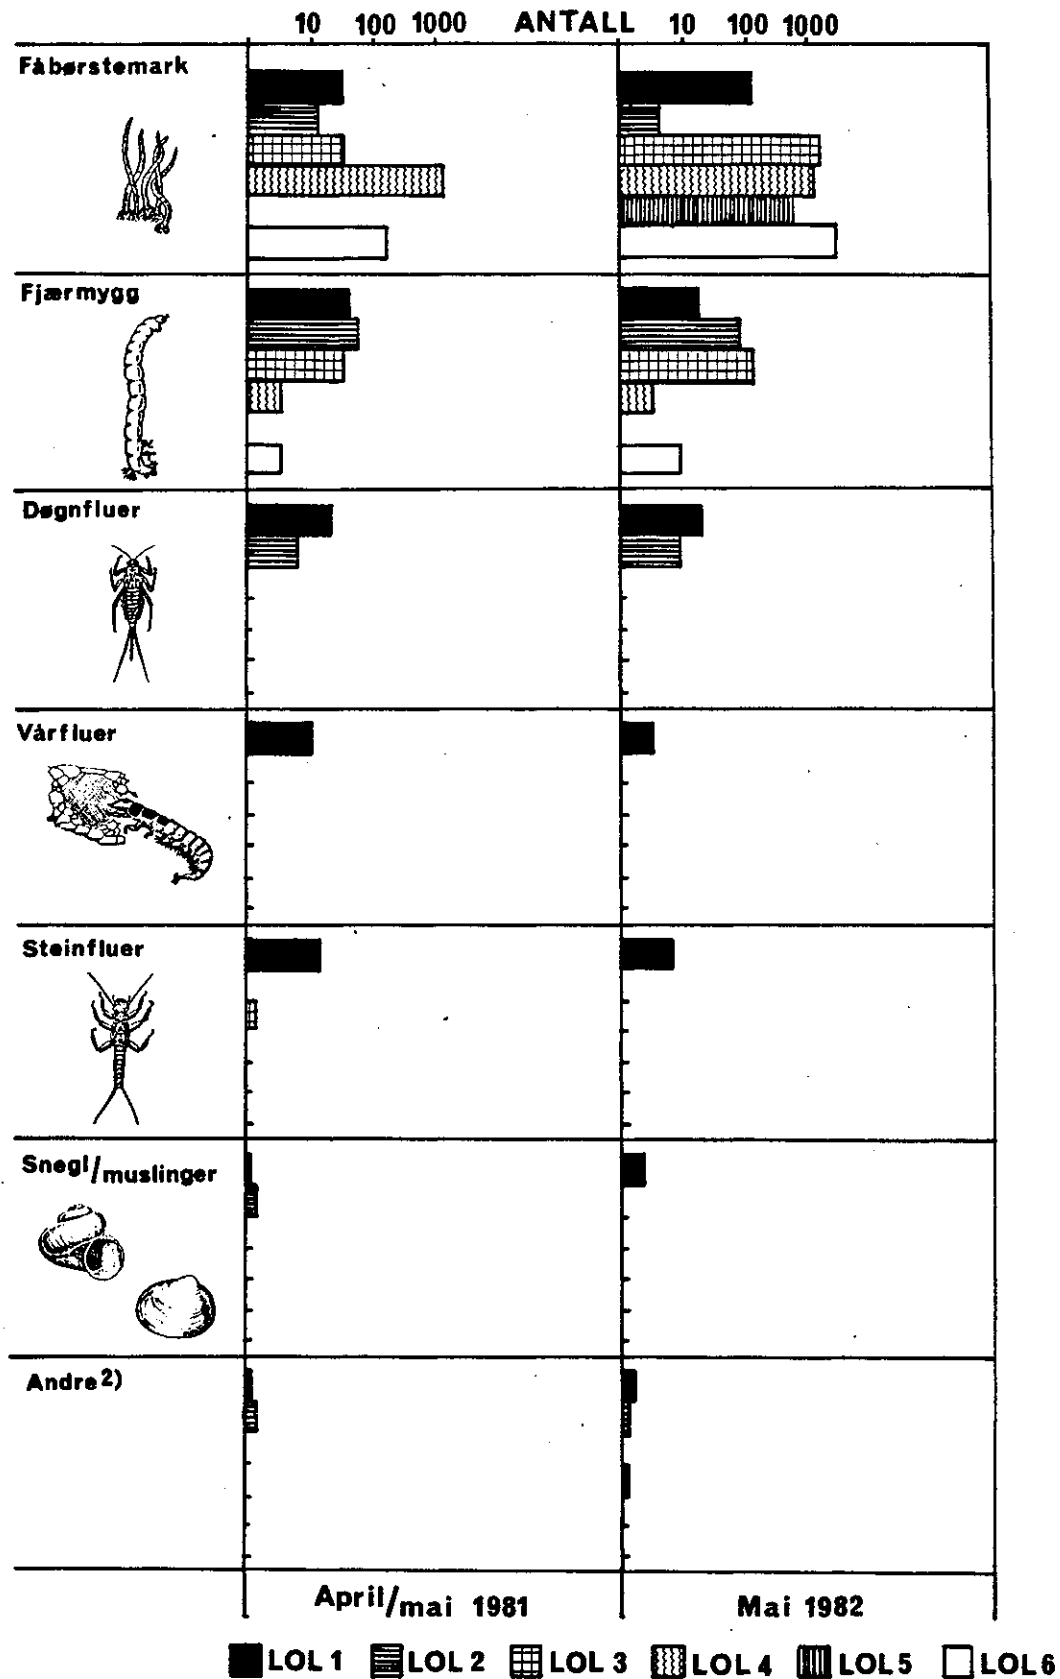 10 100 1000 ANTALL 10 100 1000
Fåbørstemark
Fjærmygg
Døgnfluer
Vårfluer
Steinfluer
Snegl/muslinger
Andre2)
April/mai 1981 Mai 1982
LOL 1 LOL 2 LOL 3 LOL 4 LOL 5 LOL 6